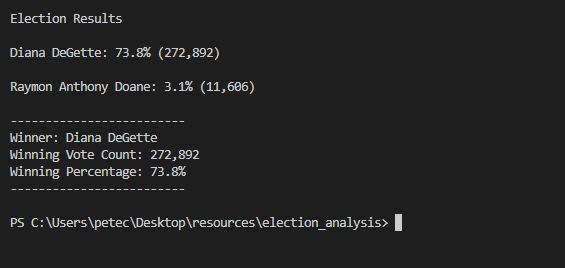 Election Results
Diana DeGette: 73.8% (272,892)
Raymon Anthony Doane: 3.1% (11,606)
-------------------------
Winner: Diana DeGette
Winning Vote Count: 272,892
Winning Percentage: 73.8%
-------------------------
PS C:\Users\petec\Desktop\resources\election_analysis>